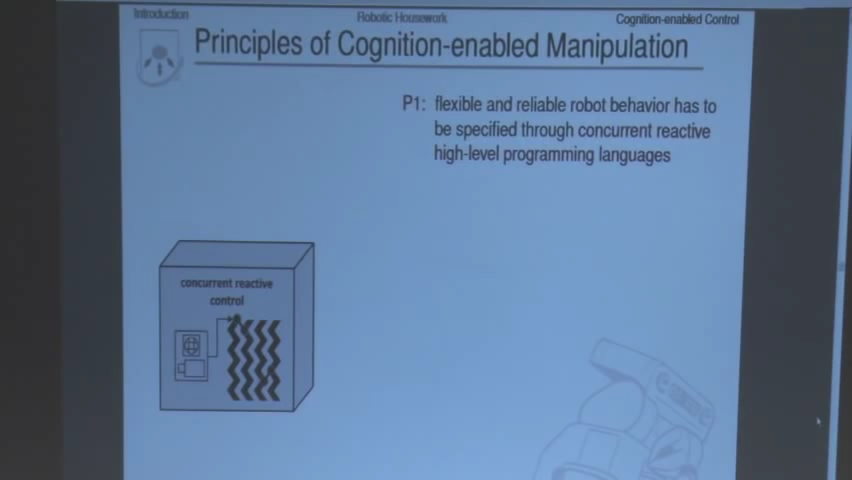 Introduction
Robotic Housework
Cognition-enabled Control
Principles of Cognition-enabled Manipulation
P1: flexible and reliable robot behavior has to
be specified through concurrent reactive
high-level programming languages
concurrent reactive
control